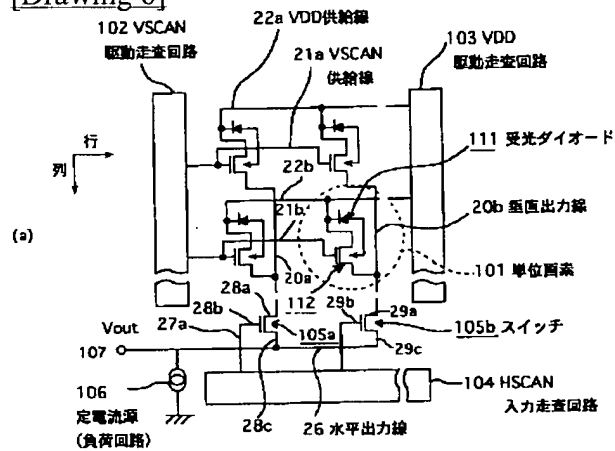 [Drawing 6]
22a VDD供給線
102 VSCAN
駆動走査回路
21a VSCAN
供給線
103 VDD
駆動走査回路
行
列
111 受光ダイオード
22b
21b
20b 垂直出力線
(a)
101 単位画素
20a
28a
112
29b
29a
28b
27a
Vout
105a
105b スイッチ
107
29c
106
定電流源
(負荷回路)
28c
26 水平出力線
104 HSCAN
入力走査回路